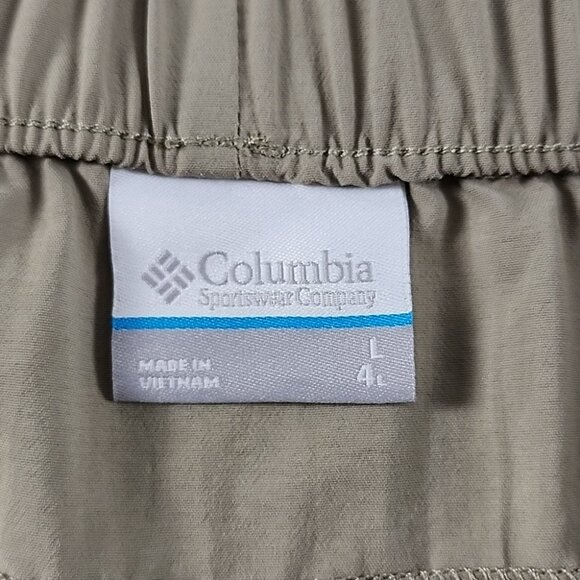 Columbia
Sportswear Company
MADE IN
VIETNAM
L
4L